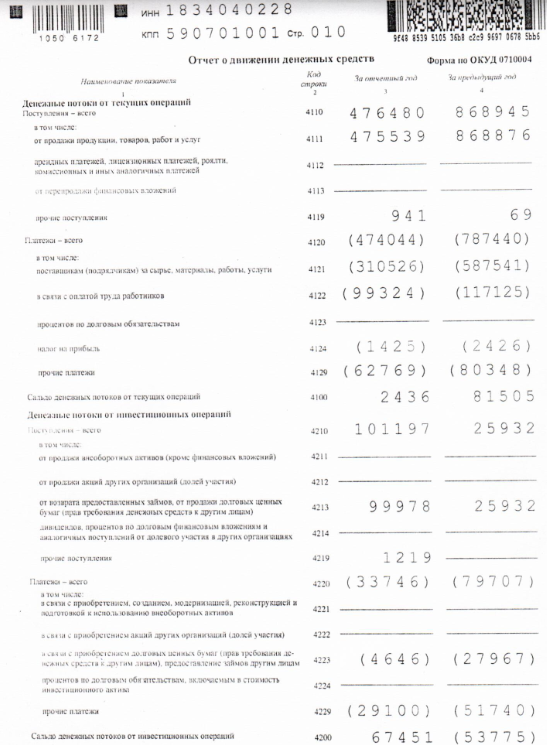 ИНН 1834040228
1050 6172
КПП 590701001 Стр. 010
9f48 8539 5105 36b8 c2c9 9697 0678 5bb6
Отчет о движении денежных средств
Форма по ОКУД 0710004
Наименование показателя Код строки За отчетный год За предыдущий год
1 2 3 4
Денежные потоки от текущих операций
Поступления – всего 4110 476480 868945
в том числе:
от продажи продукции, товаров, работ и услуг 4111 475539 868876
арендных платежей, лицензионных платежей, роялти,
комиссионных и иных аналогичных платежей 4112
от перепродажи финансовых вложений 4113
прочие поступления 4119 941 69
Платежи – всего 4120 (474044) (787440)
в том числе:
поставщикам (подрядчикам) за сырье, материалы, работы, услуги 4121 (310526) (587541)
в связи с оплатой труда работников 4122 (99324) (117125)
процентов по долговым обязательствам 4123
налог на прибыль 4124 (1425) (2426)
прочие платежи 4129 (62769) (80348)
Сальдо денежных потоков от текущих операций 4100 2436 81505
Денежные потоки от инвестиционных операций
Поступления – всего 4210 101197 25932
в том числе:
от продажи внеоборотных активов (кроме финансовых вложений) 4211
от продажи акций других организаций (долей участия) 4212
от возврата предоставленных займов, от продажи долговых ценных
бумаг (прав требования денежных средств к другим лицам) 4213 99978 25932
дивидендов, процентов по долговым финансовым вложениям и
аналогичных поступлений от долевого участия в других организациях 4214
прочие поступления 4219 1219
Платежи – всего 4220 (33746) (79707)
в том числе:
в связи с приобретением, созданием, модернизацией, реконструкцией и
подготовкой к использованию внеоборотных активов 4221
в связи с приобретением акций других организаций (долей участия) 4222
в связи с приобретением долговых ценных бумаг (прав требования де-
нежных средств к другим лицам), предоставление займов другим лицам 4223 (4646) (27967)
процентов по долговым обязательствам, включаемым в стоимость
инвестиционного актива 4224
прочие платежи 4229 (29100) (51740)
Сальдо денежных потоков от инвестиционных операций 4200 67451 (53775)